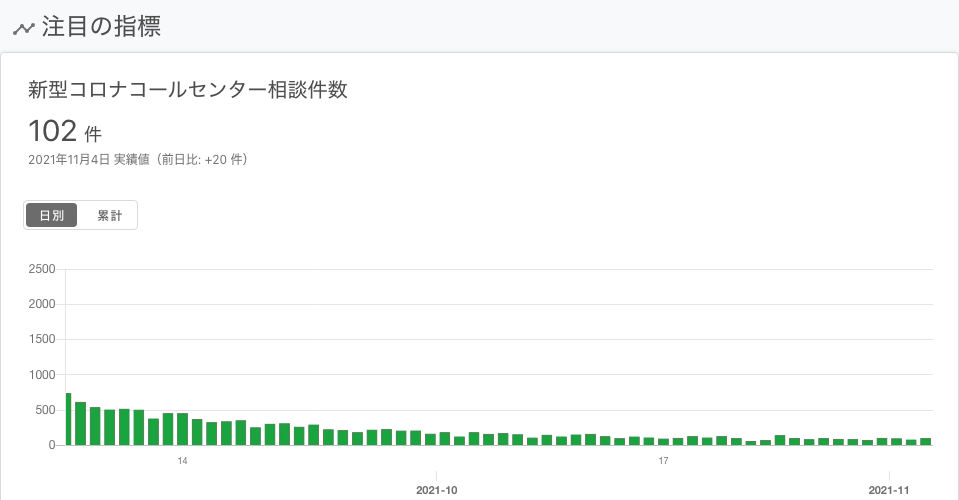 注目の指標
新型コロナコールセンター相談件数
102 件
2021年11月4日 実績値（前日比: +20 件）
日別 累計
2500
2000
1500
1000
500
0
14 17
2021-10 2021-11